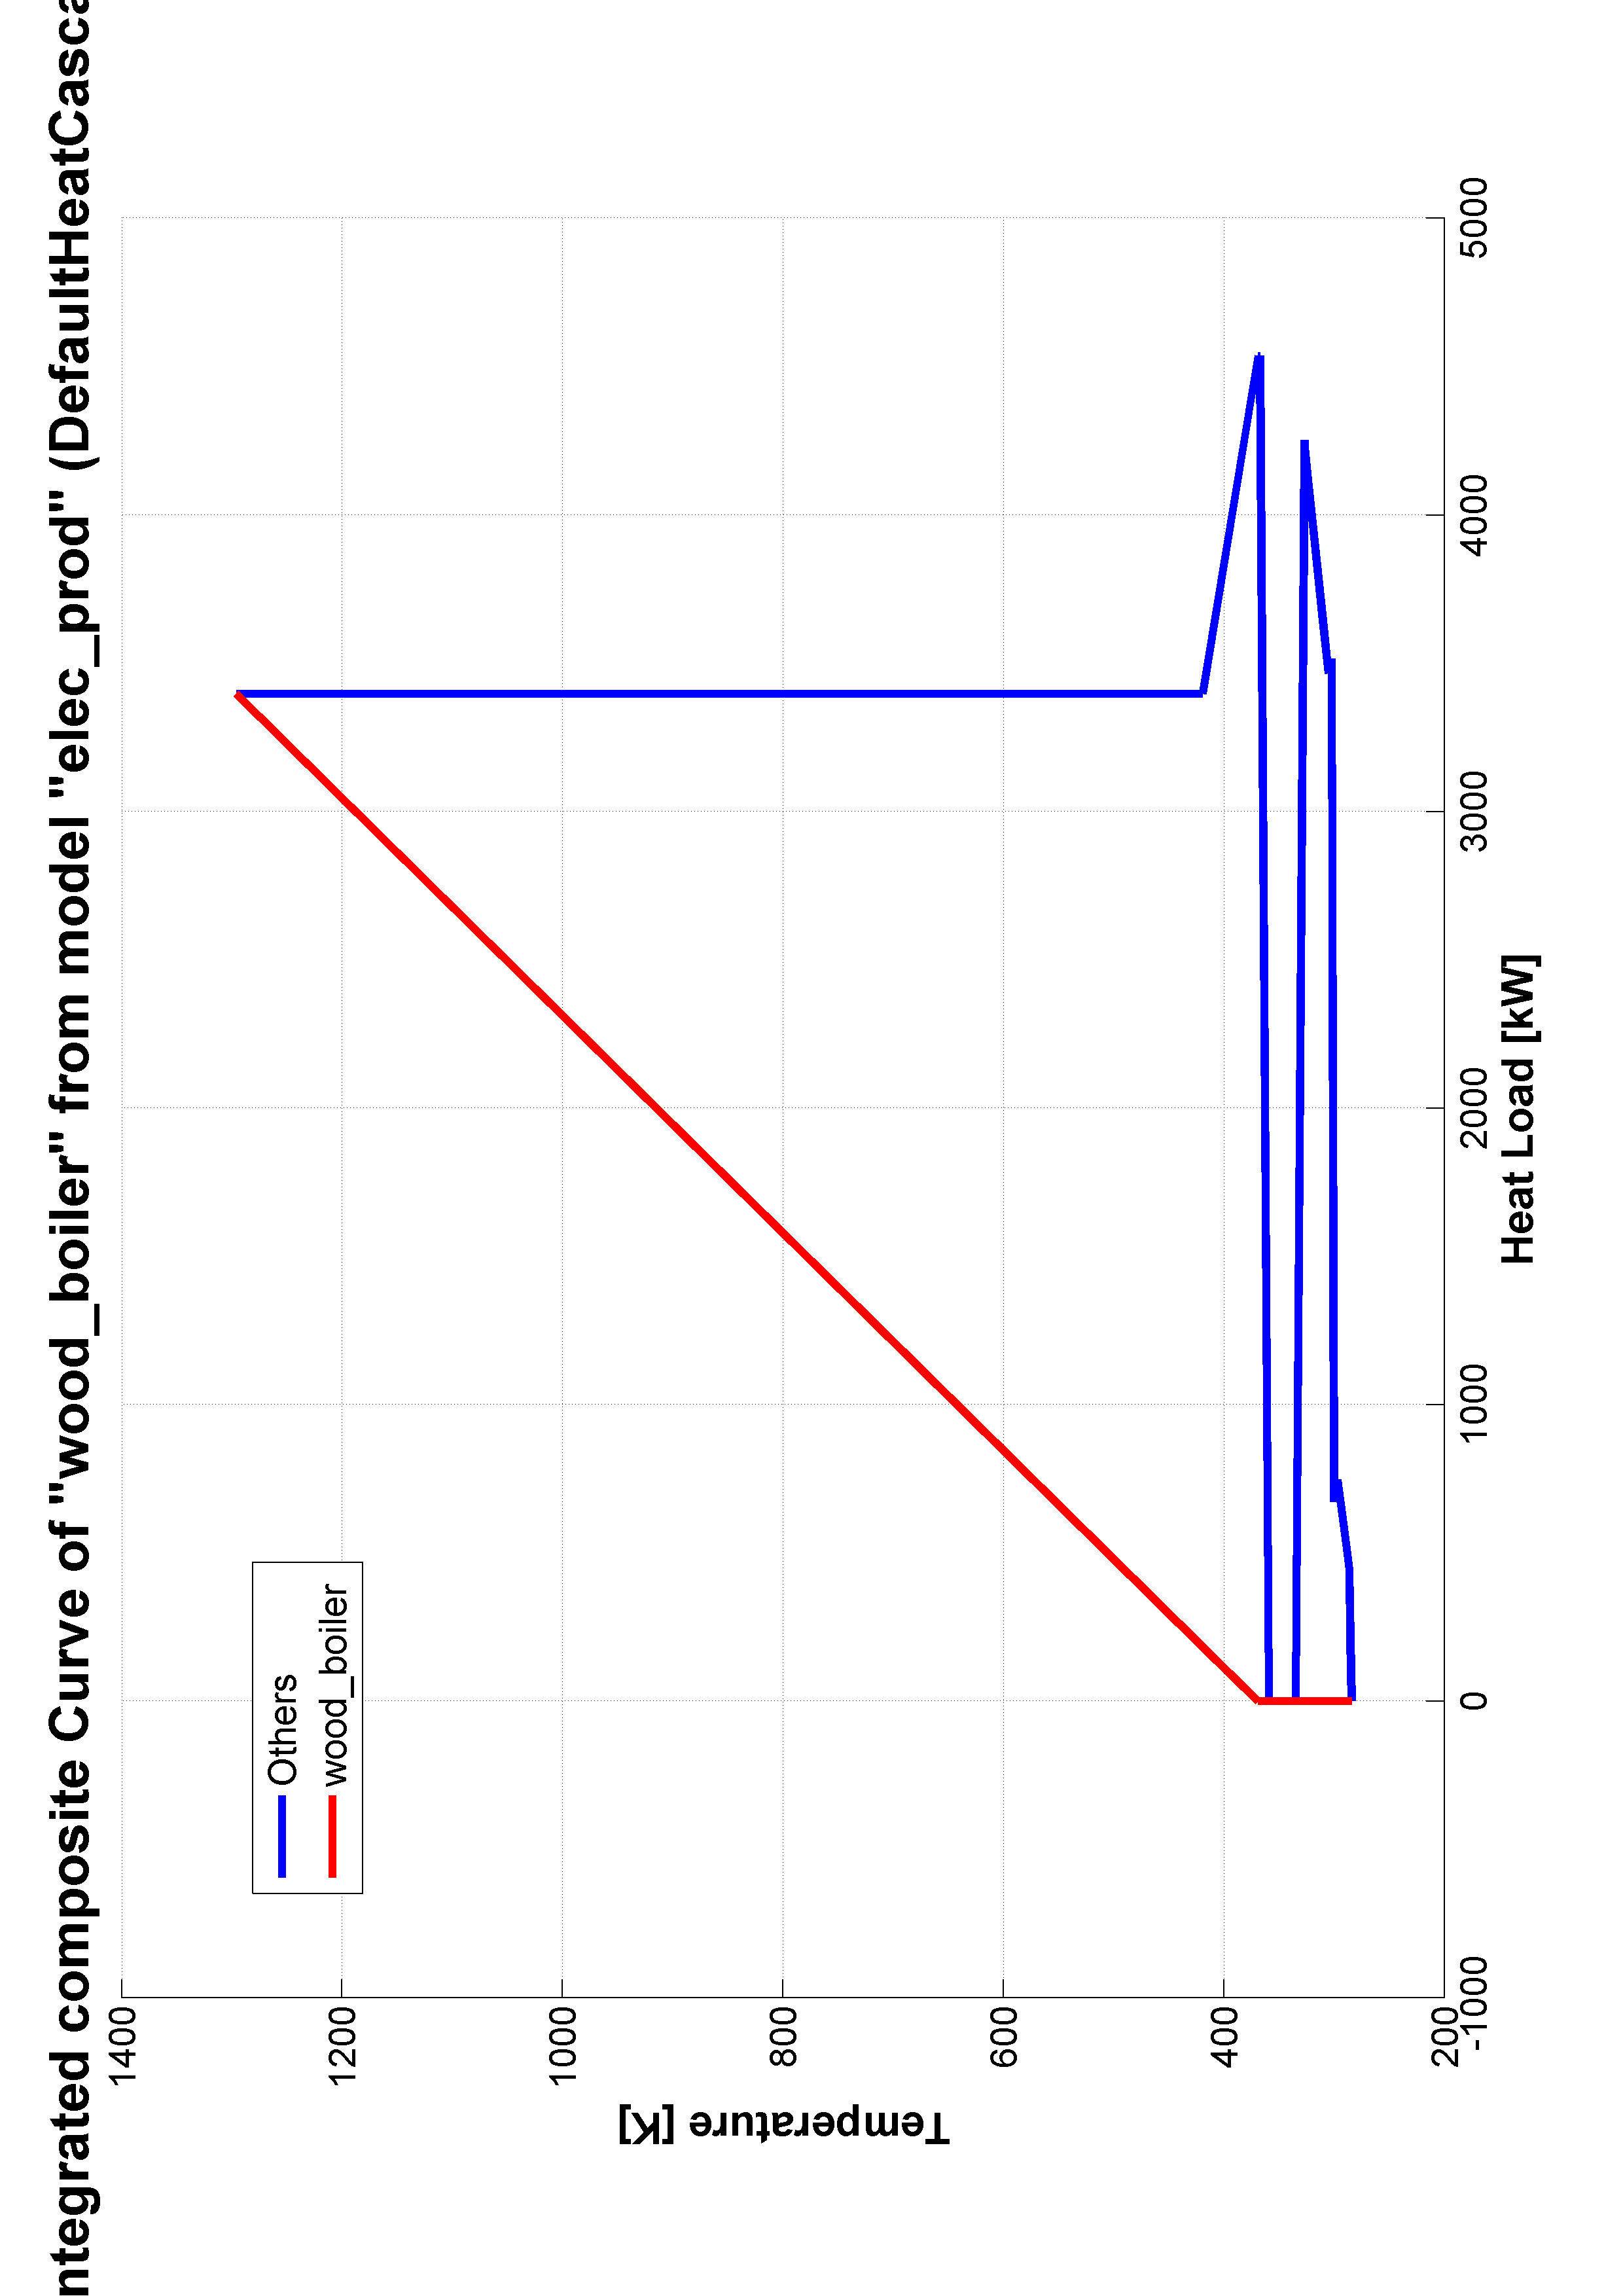 ntegrated composite Curve of "wood_boiler" from model "elec_prod" (DefaultHeatCasca
Others
wood_boiler
1400
1200
1000
800
600
400
200
Temperature [K]
-1000
0
1000
2000
3000
4000
5000
Heat Load [kW]